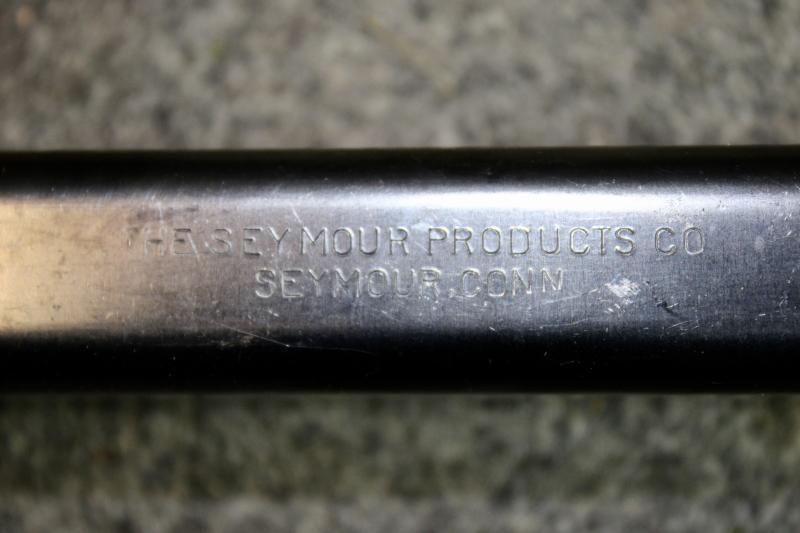 THE SEYMOUR PRODUCTS CO
SEYMOUR, CONN